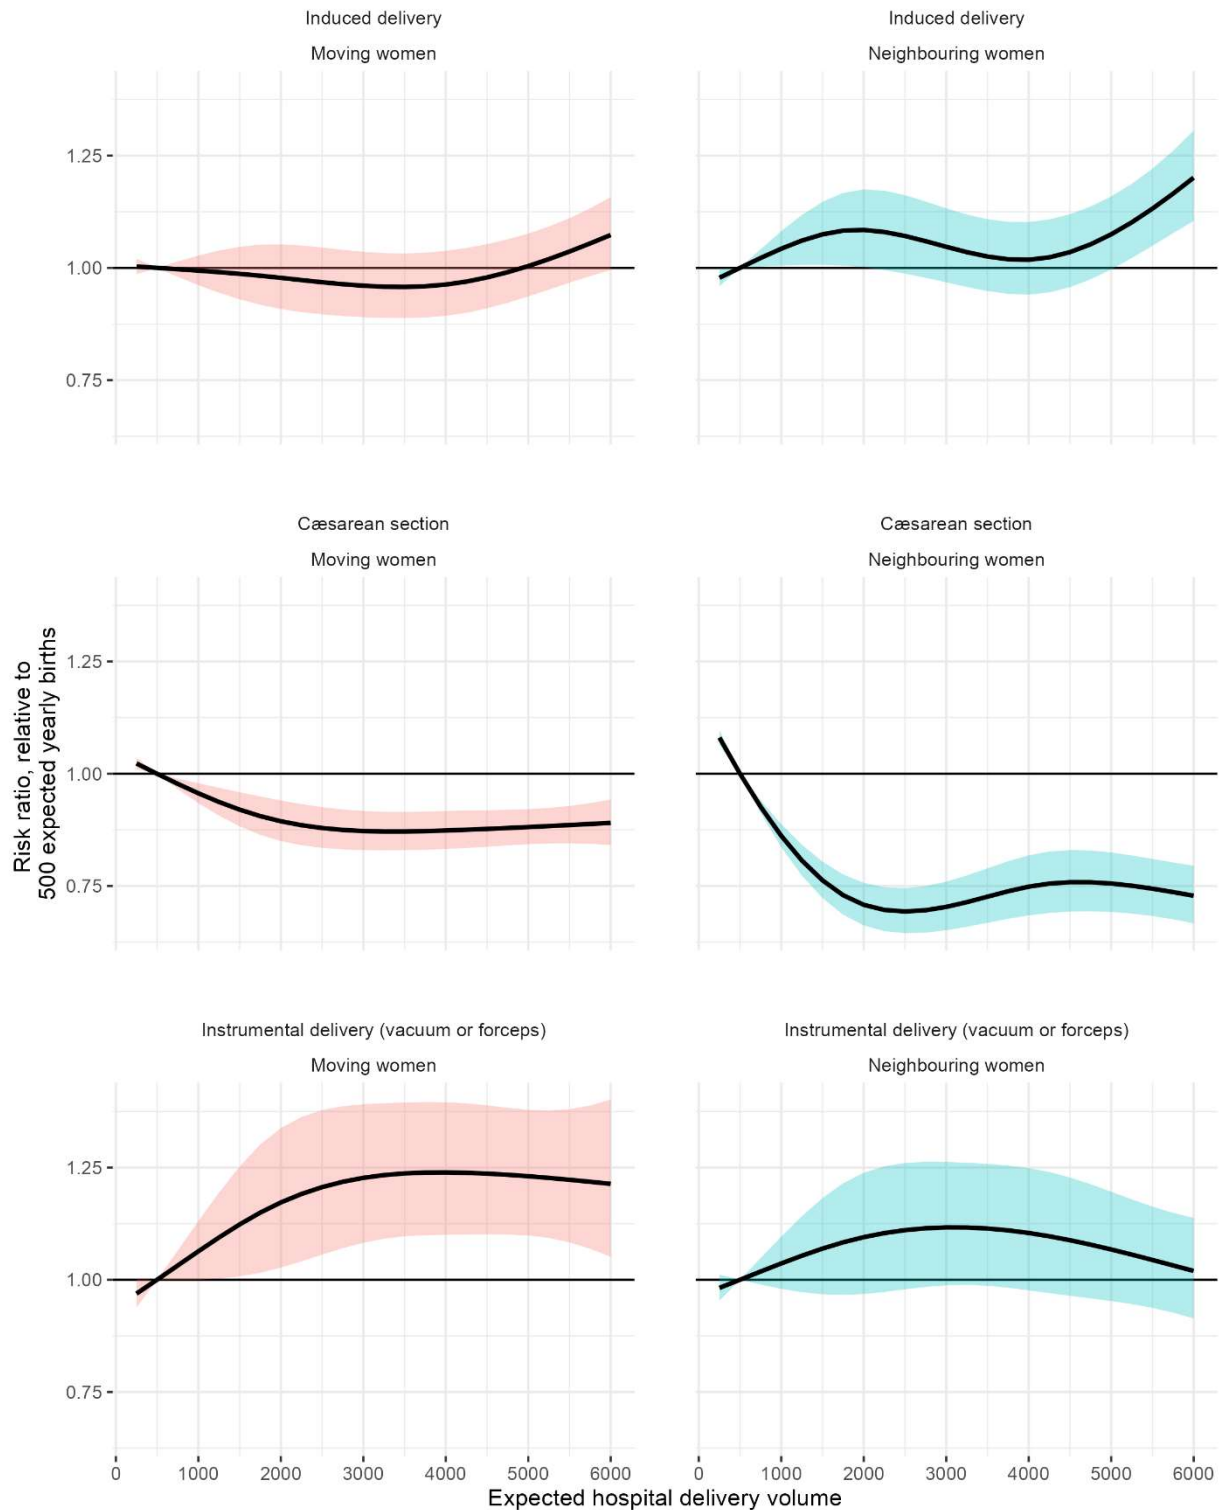 Induced delivery
Moving women
Induced delivery
Neighbouring women
1.25
1.00
0.75
Cæsarean section
Moving women
Cæsarean section
Neighbouring women
Risk ratio, relative to
500 expected yearly births
1.25
1.00
0.75
Instrumental delivery (vacuum or forceps)
Moving women
Instrumental delivery (vacuum or forceps)
Neighbouring women
1.25
1.00
0.75
0 1000 2000 3000 4000 5000 6000
0 1000 2000 3000 4000 5000 6000
Expected hospital delivery volume